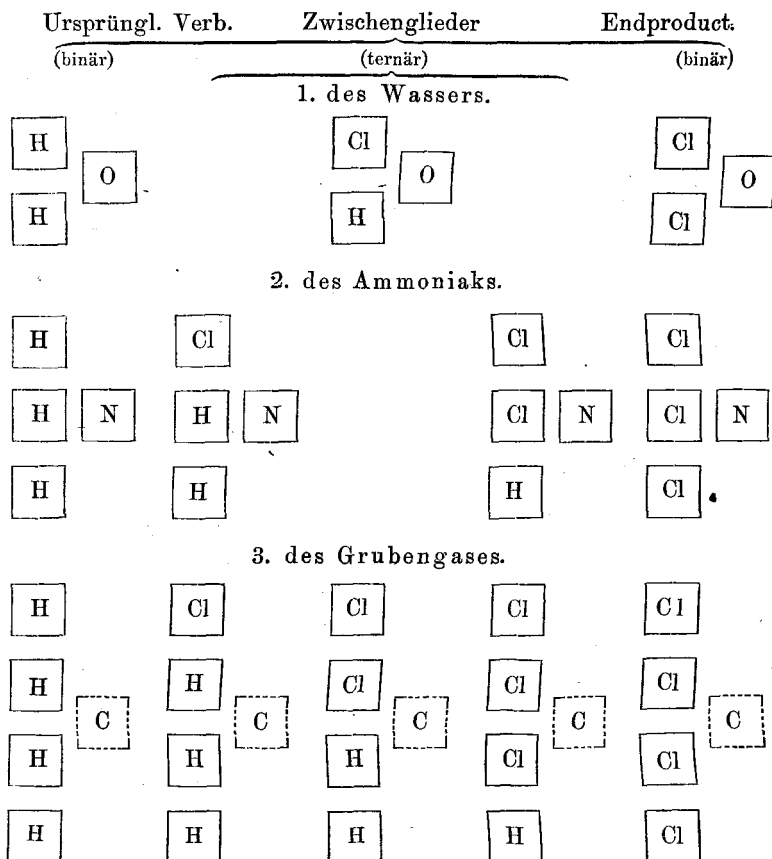 Ursprüngl. Verb. Zwischenglieder Endproduct.
(binär) (ternär) (binär)
1. des Wassers.
H Cl Cl
O O O
H H Cl
2. des Ammoniaks.
H Cl Cl Cl
H N H N Cl N Cl N
H H H Cl
3. des Grubengases.
H Cl Cl Cl Cl
H H Cl Cl Cl
C C C C C
H H H Cl Cl
H H H H Cl